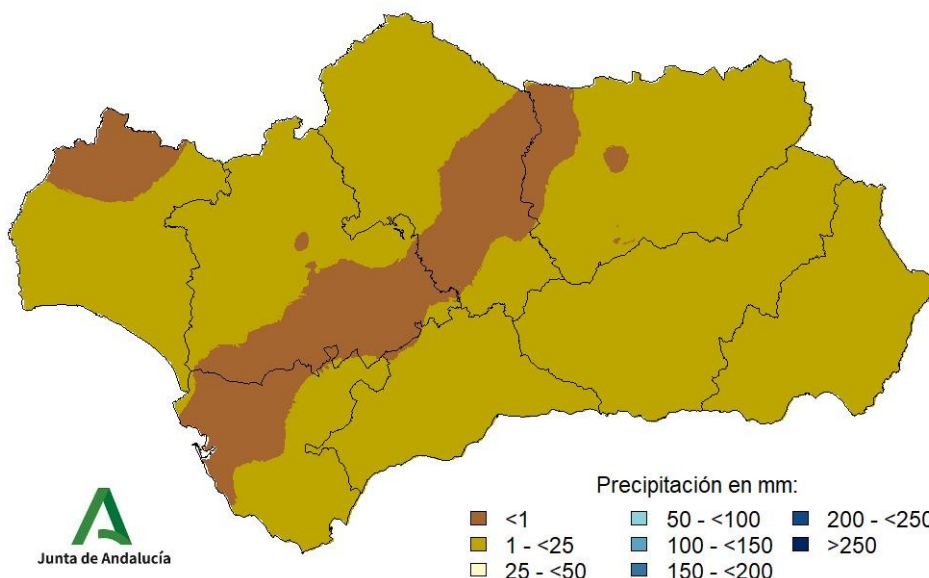 Precipitación en mm:
<1 50 - <100 200 - <250
1 - <25 100 - <150 >250
25 - <50 150 - <200
Junta de Andalucía